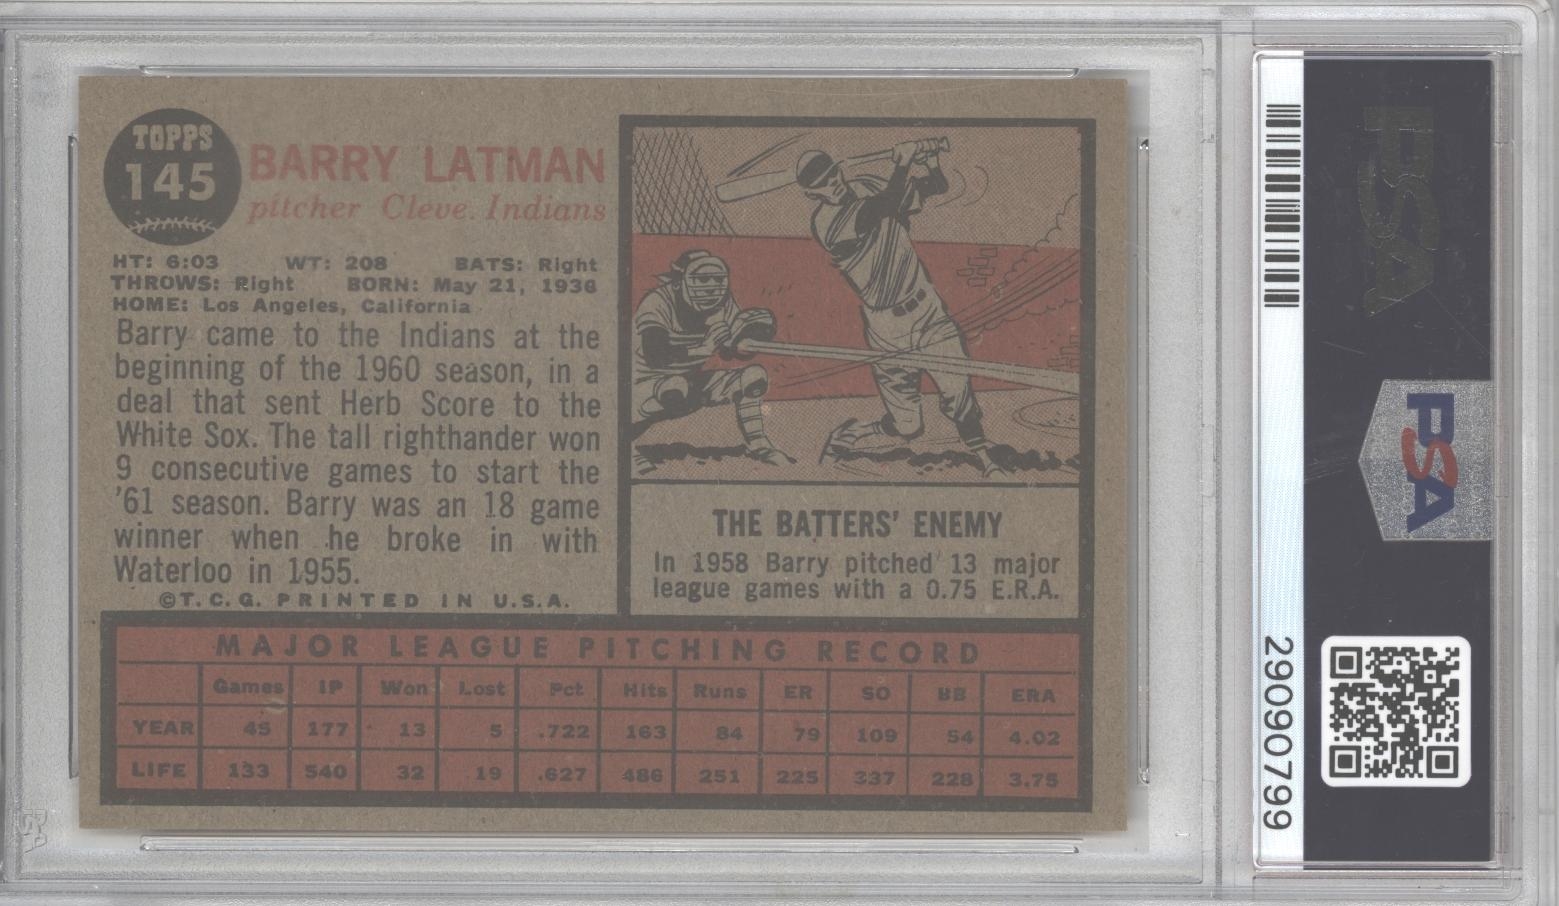 TOPPS
145
BARRY LATMAN
pitcher Cleve. Indians
HT: 6:03 WT: 208 BATS: Right
THROWS: Right BORN: May 21, 1936
HOME: Los Angeles, California
Barry came to the Indians at the
beginning of the 1960 season, in a
deal that sent Herb Score to the
White Sox. The tall righthander won
9 consecutive games to start the
'61 season. Barry was an 18 game
winner when he broke in with
Waterloo in 1955.
©T.C.G. PRINTED IN U.S.A.
THE BATTERS' ENEMY
In 1958 Barry pitched 13 major
league games with a 0.75 E.R.A.
MAJOR LEAGUE PITCHING RECORD
Games IP Won Lost Pct Hits Runs ER SO BB ERA
YEAR 45 177 13 5 .722 163 84 79 109 54 4.02
LIFE 133 540 32 19 .627 486 251 225 337 228 3.75
PSA
PSA
29090799